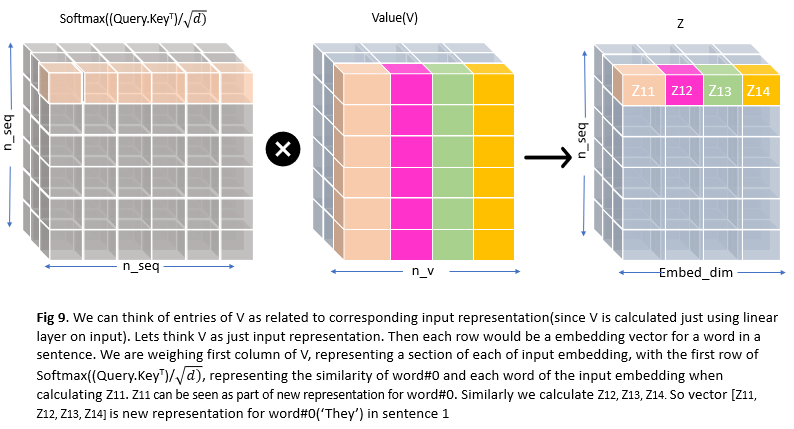 Softmax((Query.Keyᵀ)/√d)
Value(V)
Z
Z11 Z12 Z13 Z14
n_seq
n_seq
n_seq
n_v
Embed_dim
Fig 9. We can think of entries of V as related to corresponding input representation(since V is calculated just using linear
layer on input). Lets think V as just input representation. Then each row would be a embedding vector for a word in a
sentence. We are weighing first column of V, representing a section of each of input embedding, with the first row of
Softmax((Query.Keyᵀ)/√d), representing the similarity of word#0 and each word of the input embedding when
calculating Z11. Z11 can be seen as part of new representation for word#0. Similarly we calculate Z12, Z13, Z14. So vector [Z11,
Z12, Z13, Z14] is new representation for word#0('They') in sentence 1